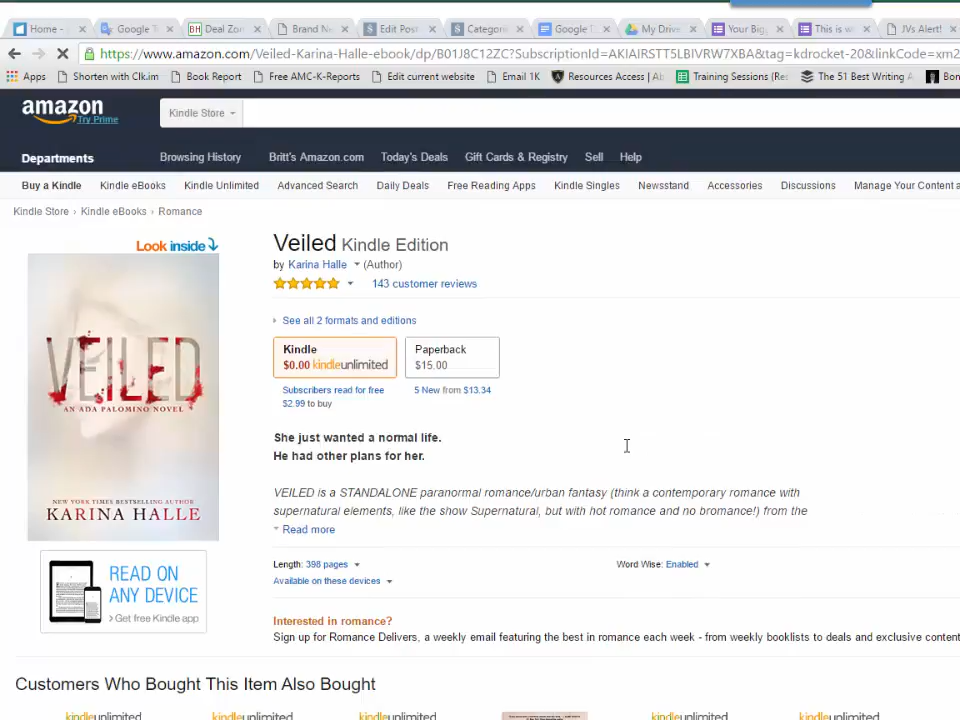 Home -
Google T
BH Deal Zor
Brand Ne
Edit Post
Categorie
Google T
My Drive
Your Big
This is w
JVs Alert!
https://www.amazon.com/Veiled-Karina-Halle-ebook/dp/B01J8C12ZC?SubscriptionId=AKIAIRSTT5LBIVRW7XBA&tag=kdrocket-20&linkCode=xm2
Apps Shorten with Clk.im Book Report Free AMC-K-Reports Edit current website Email 1K Resources Access | Ab Training Sessions (Res The 51 Best Writing A Bon
amazon
Try Prime
Kindle Store
Departments Browsing History Britt's Amazon.com Today's Deals Gift Cards & Registry Sell Help
Buy a Kindle Kindle eBooks Kindle Unlimited Advanced Search Daily Deals Free Reading Apps Kindle Singles Newsstand Accessories Discussions Manage Your Content a
Kindle Store › Kindle eBooks › Romance
Look inside
VEILED
AN ADA PALOMINO NOVEL
NEW YORK TIMES BESTSELLING AUTHOR
KARINA HALLE
READ ON
ANY DEVICE
› Get free Kindle app
Veiled Kindle Edition
by Karina Halle (Author)
143 customer reviews
See all 2 formats and editions
Kindle
$0.00 kindleunlimited
Subscribers read for free
$2.99 to buy
Paperback
$15.00
5 New from $13.34
She just wanted a normal life.
He had other plans for her.
VEILED is a STANDALONE paranormal romance/urban fantasy (think a contemporary romance with
supernatural elements, like the show Supernatural, but with hot romance and no bromance!) from the
Read more
Length: 398 pages Word Wise: Enabled
Available on these devices
Interested in romance?
Sign up for Romance Delivers, a weekly email featuring the best in romance each week - from weekly booklists to deals and exclusive content
Customers Who Bought This Item Also Bought
kindleunlimited kindleunlimited kindleunlimited kindleunlimited kindleunlimited